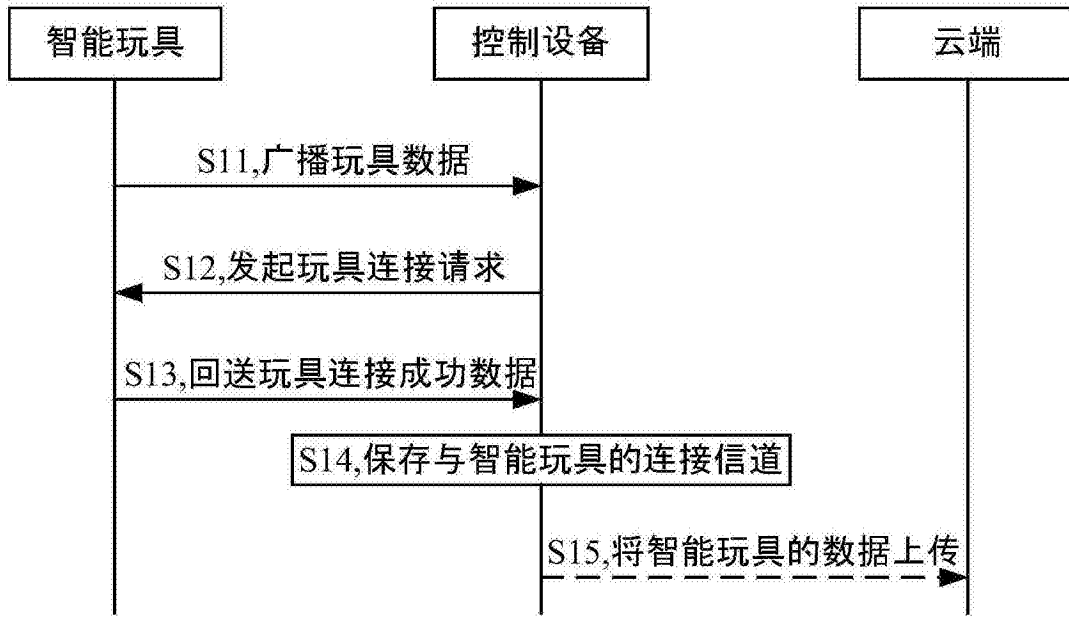 智能玩具
控制设备
云端
S11,广播玩具数据
S12,发起玩具连接请求
S13,回送玩具连接成功数据
S14,保存与智能玩具的连接信道
S15,将智能玩具的数据上传